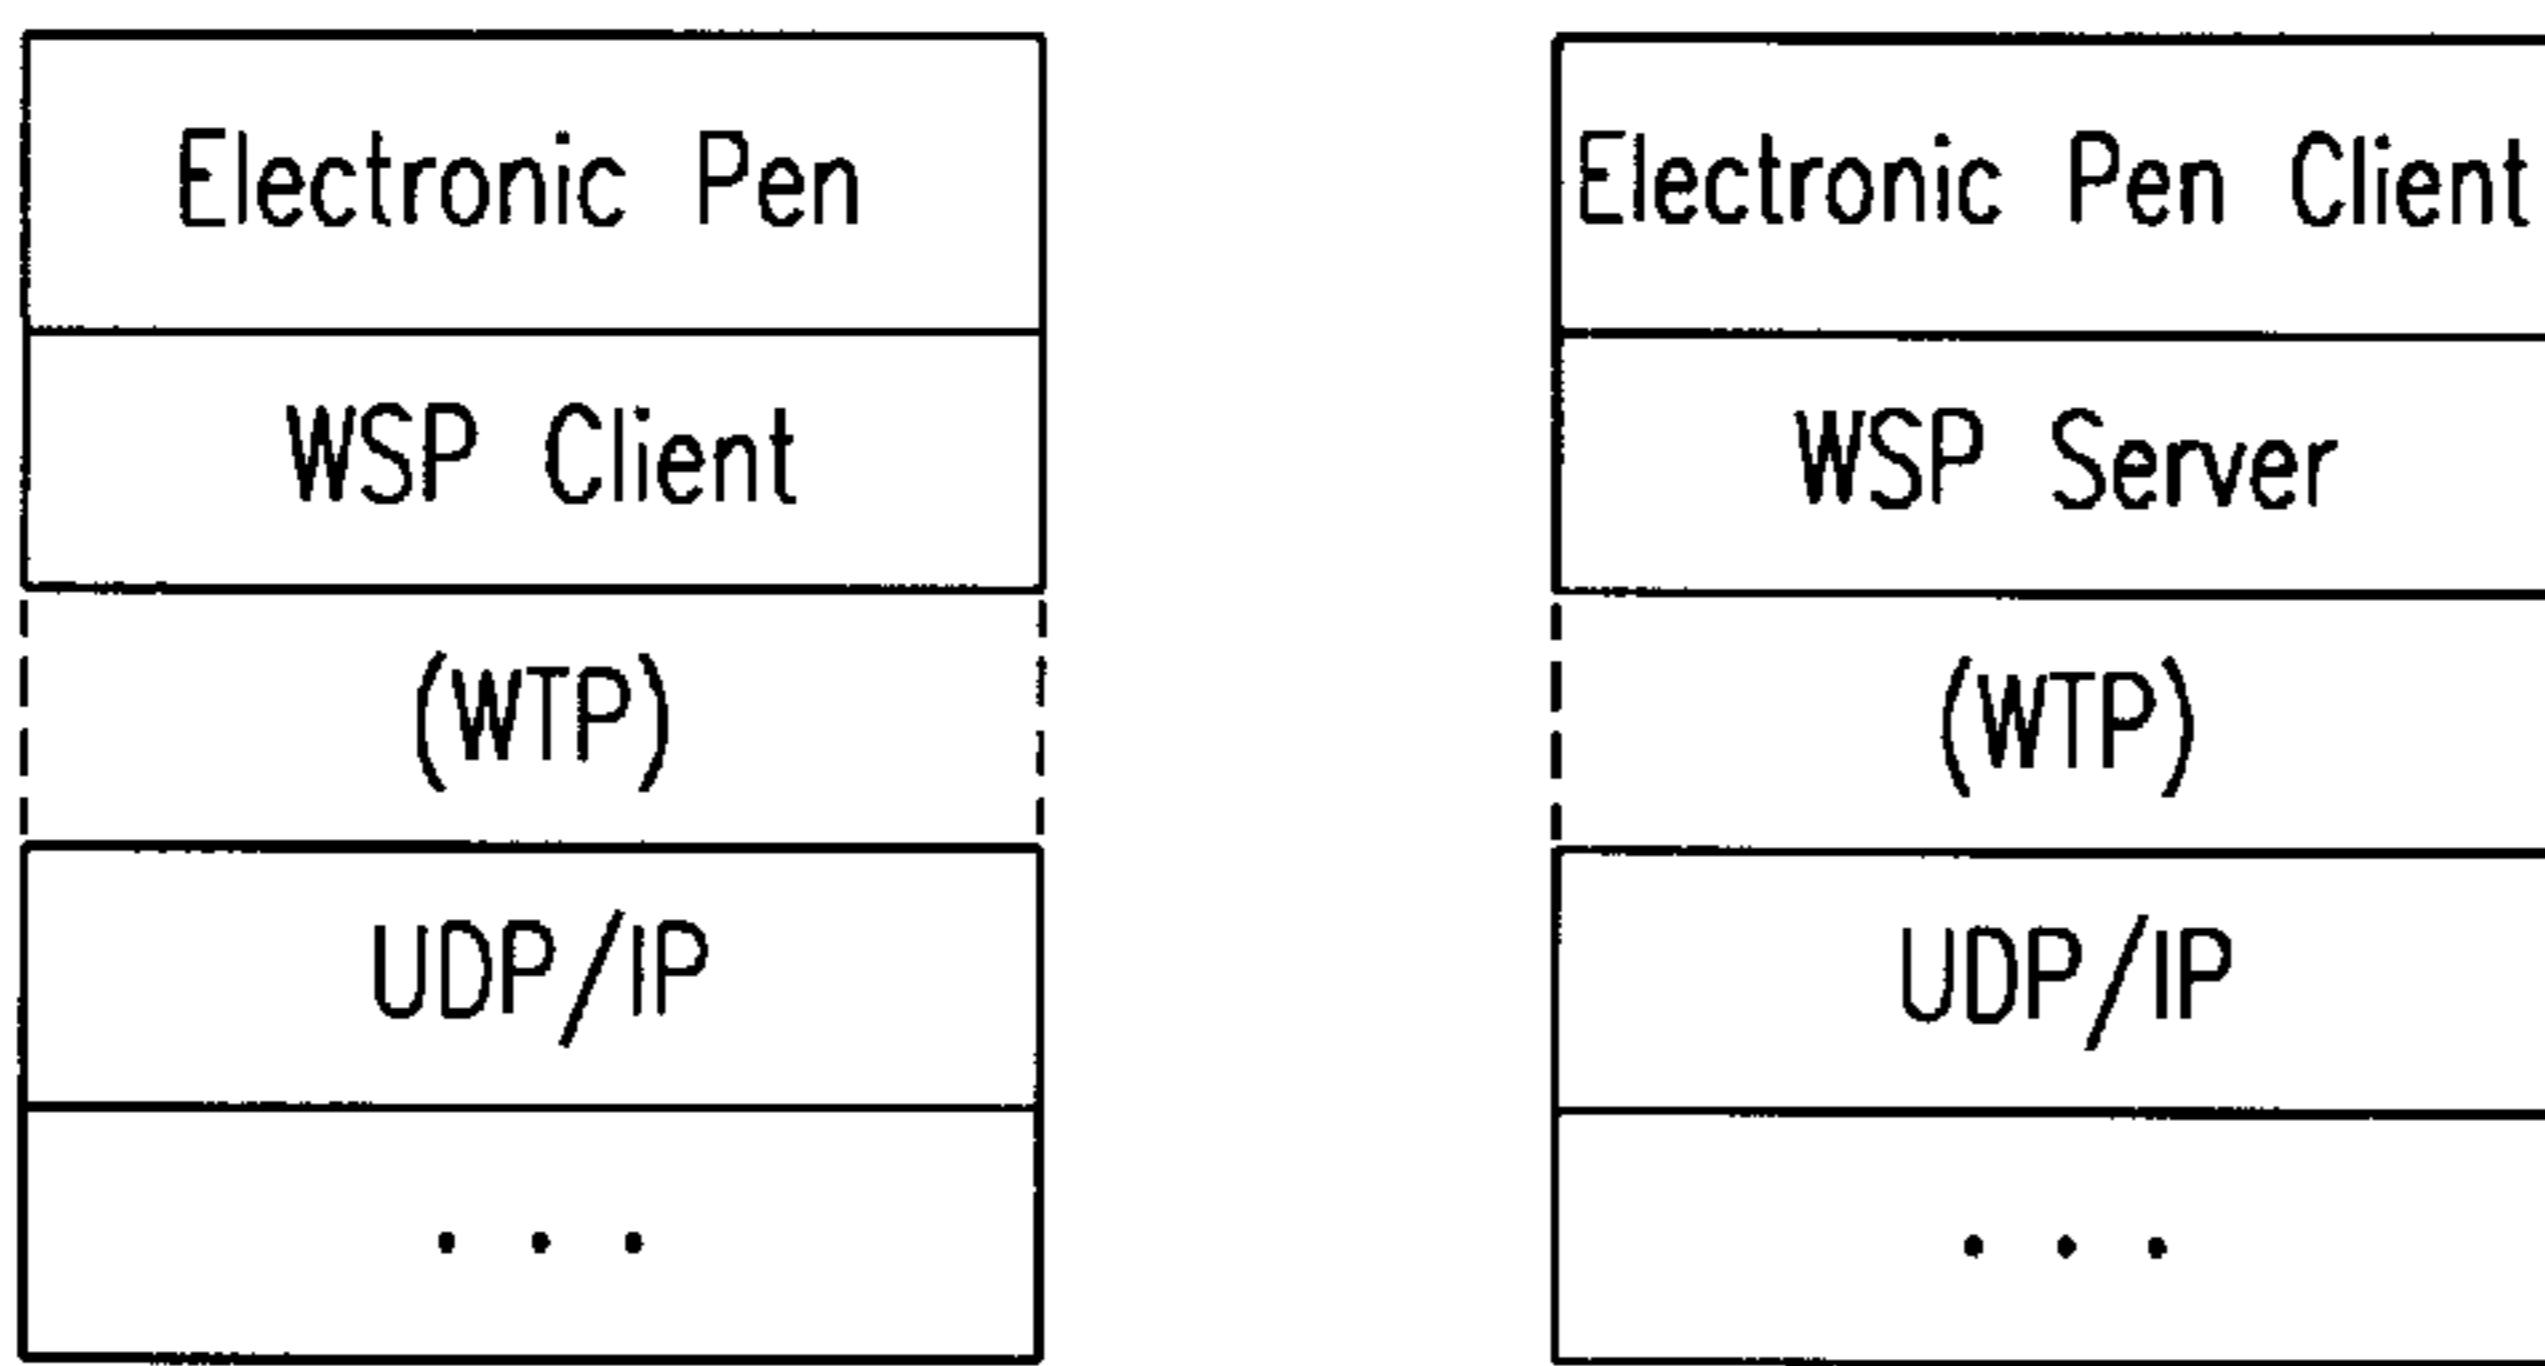 Electronic Pen
WSP Client
(WTP)
UDP/IP
. . .
Electronic Pen Client
WSP Server
(WTP)
UDP/IP
. . .